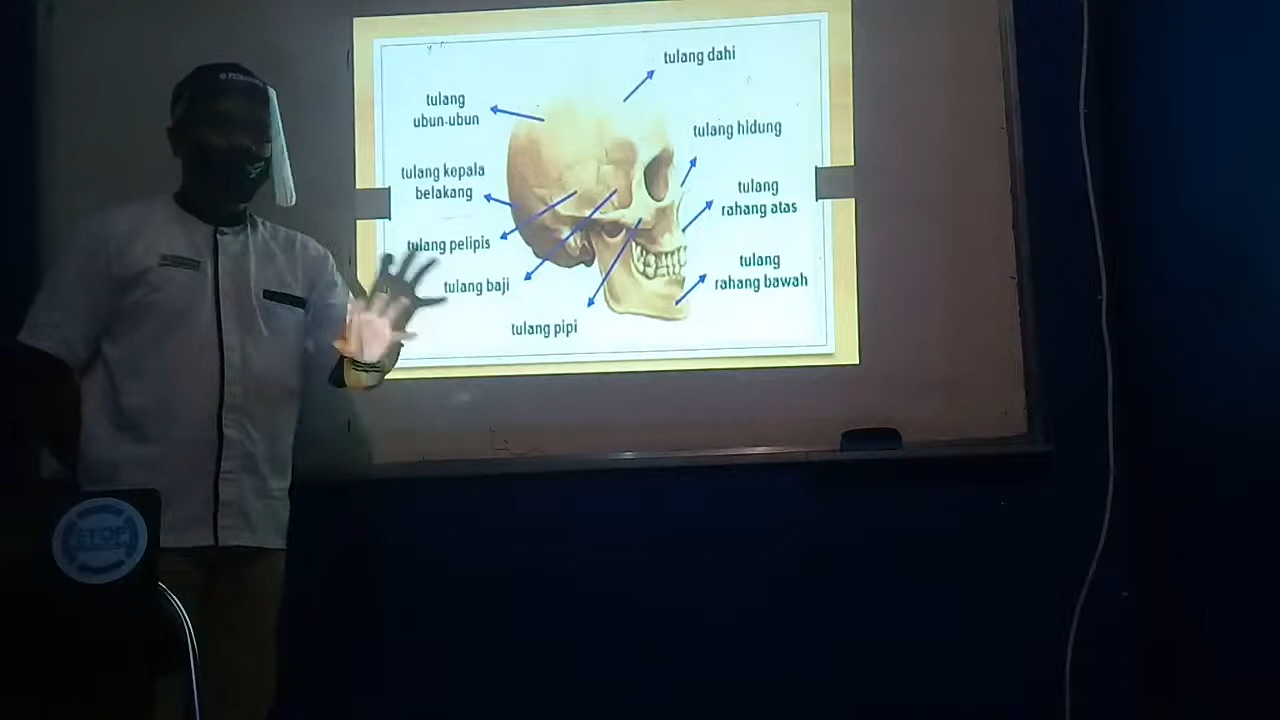 tulang dahi
tulang
ubun-ubun
tulang hidung
tulang kepala
belakang
tulang
rahang atas
tulang pelipis
tulang
rahang bawah
tulang baji
tulang pipi
STOP